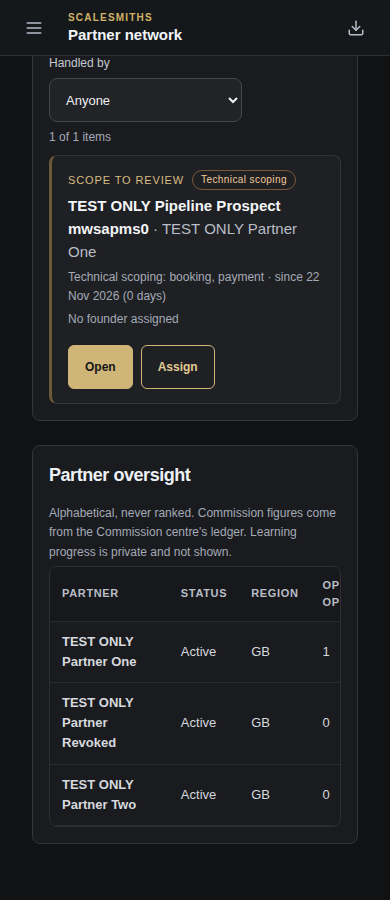 SCALESMITHS
Partner network
Handled by
Anyone
1 of 1 items
SCOPE TO REVIEW Technical scoping
TEST ONLY Pipeline Prospect
mwsapms0 · TEST ONLY Partner
One
Technical scoping: booking, payment · since 22
Nov 2026 (0 days)
No founder assigned
Open Assign
Partner oversight
Alphabetical, never ranked. Commission figures come
from the Commission centre's ledger. Learning
progress is private and not shown.
PARTNER STATUS REGION OP
OP
TEST ONLY
Partner One Active GB 1
TEST ONLY
Partner
Revoked Active GB 0
TEST ONLY
Partner Two Active GB 0